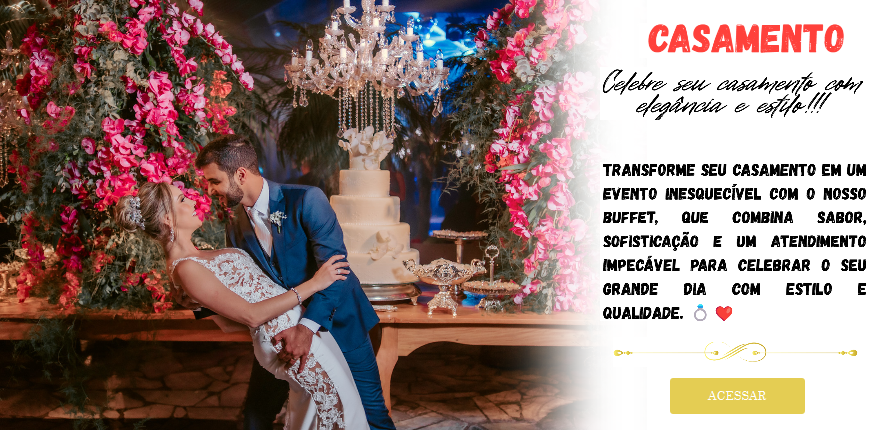 CASAMENTO
Celebre seu casamento com
elegância e estilo!!!
TRANSFORME SEU CASAMENTO EM UM
EVENTO INESQUECÍVEL COM O NOSSO
BUFFET, QUE COMBINA SABOR,
SOFISTICAÇÃO E UM ATENDIMENTO
IMPECÁVEL PARA CELEBRAR O SEU
GRANDE DIA COM ESTILO E
QUALIDADE. 💍 ❤️
ACESSAR